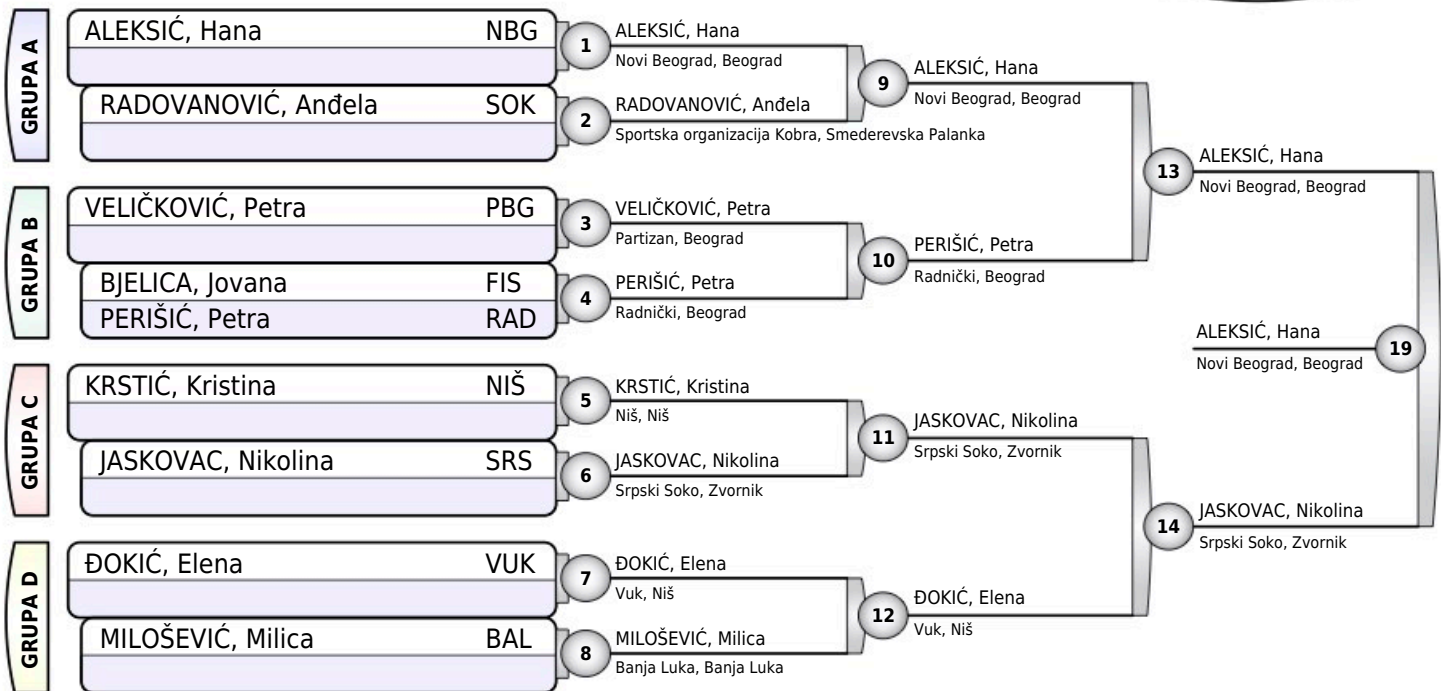 GRUPA A
ALEKSIĆ, Hana NBG
RADOVANOVIĆ, Anđela SOK
GRUPA B
VELIČKOVIĆ, Petra PBG
BJELICA, Jovana FIS
PERIŠIĆ, Petra RAD
GRUPA C
KRSTIĆ, Kristina NIŠ
JASKOVAC, Nikolina SRS
GRUPA D
ĐOKIĆ, Elena VUK
MILOŠEVIĆ, Milica BAL
1
ALEKSIĆ, Hana
Novi Beograd, Beograd
2
RADOVANOVIĆ, Anđela
Sportska organizacija Kobra, Smederevska Palanka
3
VELIČKOVIĆ, Petra
Partizan, Beograd
4
PERIŠIĆ, Petra
Radnički, Beograd
5
KRSTIĆ, Kristina
Niš, Niš
6
JASKOVAC, Nikolina
Srpski Soko, Zvornik
7
ĐOKIĆ, Elena
Vuk, Niš
8
MILOŠEVIĆ, Milica
Banja Luka, Banja Luka
9
ALEKSIĆ, Hana
Novi Beograd, Beograd
10
PERIŠIĆ, Petra
Radnički, Beograd
11
JASKOVAC, Nikolina
Srpski Soko, Zvornik
12
ĐOKIĆ, Elena
Vuk, Niš
13
ALEKSIĆ, Hana
Novi Beograd, Beograd
14
JASKOVAC, Nikolina
Srpski Soko, Zvornik
ALEKSIĆ, Hana
Novi Beograd, Beograd
19